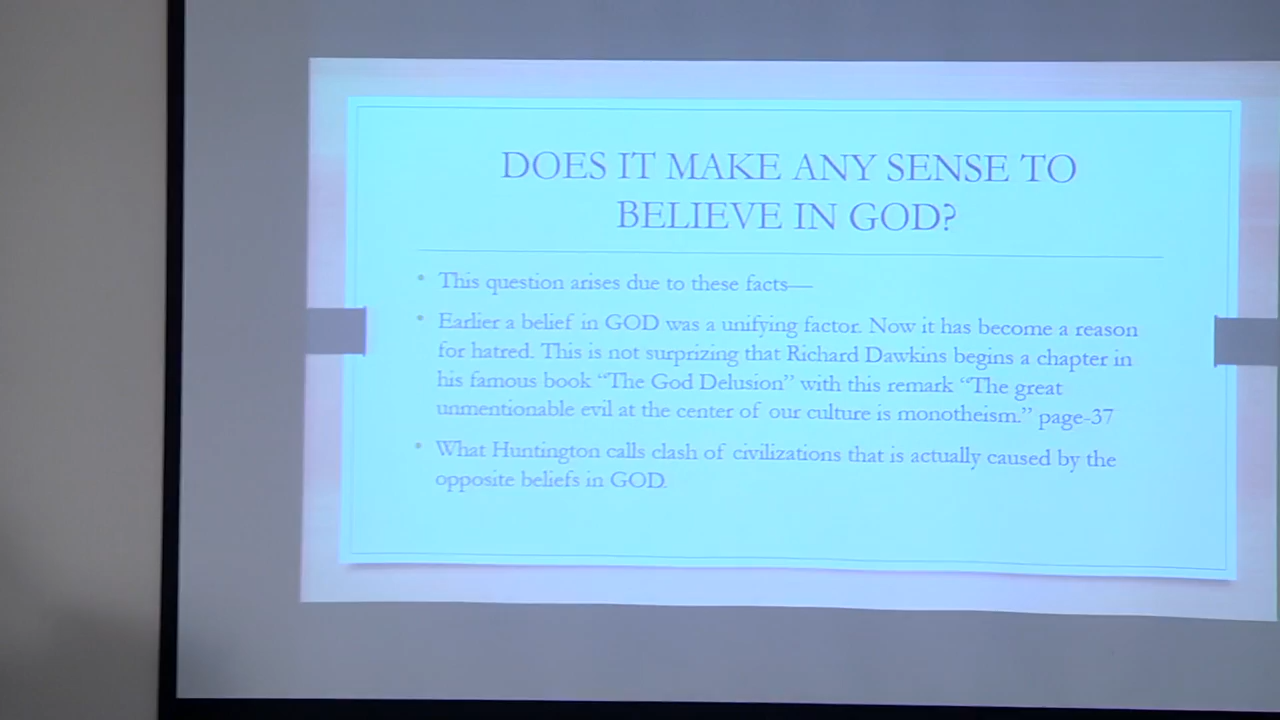 DOES IT MAKE ANY SENSE TO
BELIEVE IN GOD?
• This question arises due to these facts—
• Earlier a belief in GOD was a unifying factor. Now it has become a reason
for hatred. This is not surprizing that Richard Dawkins begins a chapter in
his famous book “The God Delusion” with this remark “The great
unmentionable evil at the center of our culture is monotheism.” page-37
• What Huntington calls clash of civilizations that is actually caused by the
opposite beliefs in GOD.